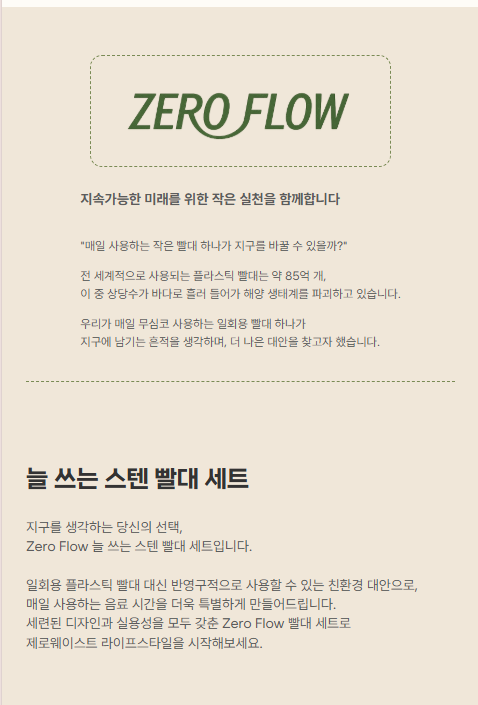 ZERO FLOW
지속가능한 미래를 위한 작은 실천을 함께합니다
"매일 사용하는 작은 빨대 하나가 지구를 바꿀 수 있을까?"
전 세계적으로 사용되는 플라스틱 빨대는 약 85억 개,
이 중 상당수가 바다로 흘러 들어가 해양 생태계를 파괴하고 있습니다.
우리가 매일 무심코 사용하는 일회용 빨대 하나가
지구에 남기는 흔적을 생각하며, 더 나은 대안을 찾고자 했습니다.
늘 쓰는 스텐 빨대 세트
지구를 생각하는 당신의 선택,
Zero Flow 늘 쓰는 스텐 빨대 세트입니다.
일회용 플라스틱 빨대 대신 반영구적으로 사용할 수 있는 친환경 대안으로,
매일 사용하는 음료 시간을 더욱 특별하게 만들어드립니다.
세련된 디자인과 실용성을 모두 갖춘 Zero Flow 빨대 세트로
제로웨이스트 라이프스타일을 시작해보세요.